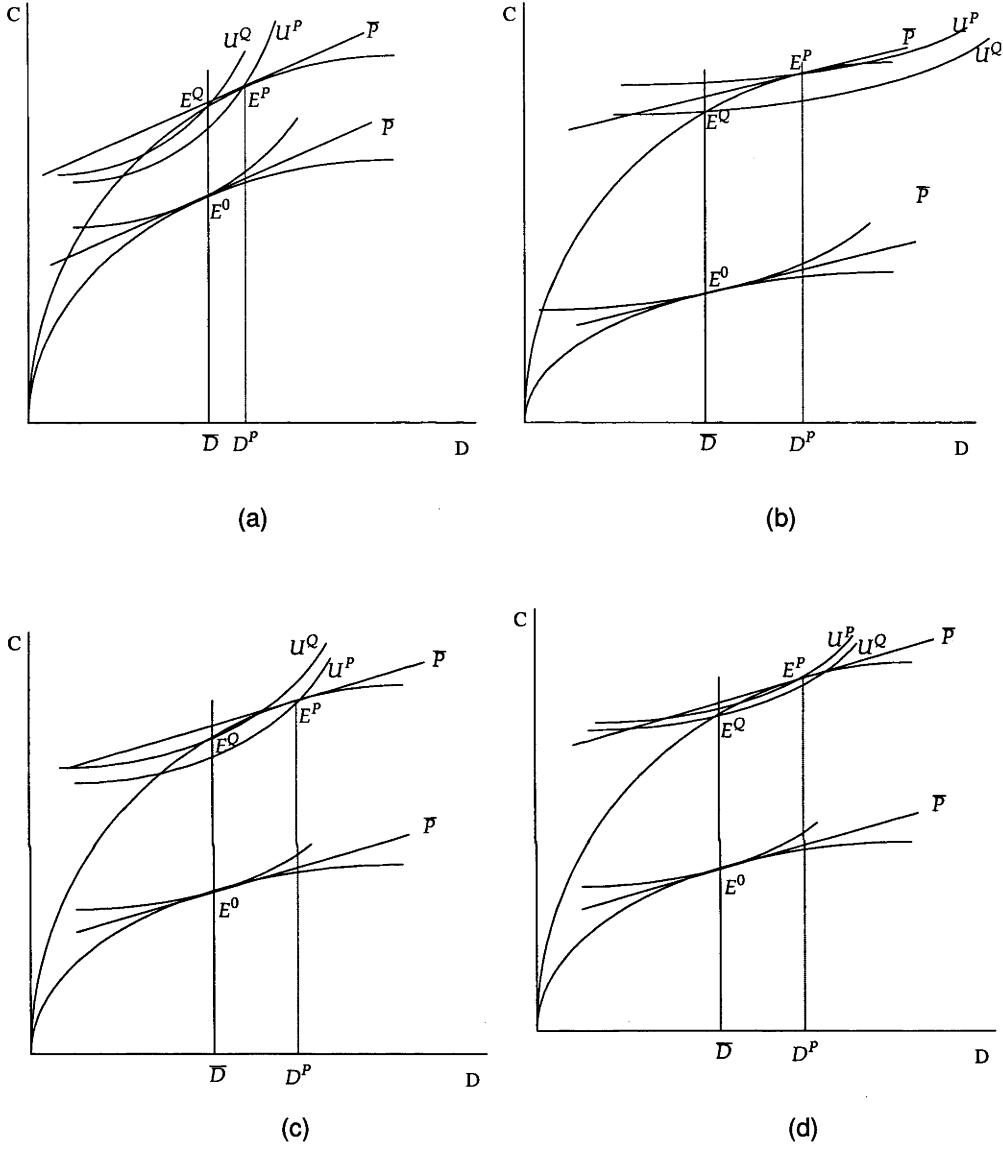 C
U^Q
U^P
P̅
E^Q
E^P
P̅
E^0
D̅
D^P
D
(a)
C
U^P
P̅
U^Q
E^P
E^Q
P̅
E^0
D̅
D^P
D
(b)
C
U^Q
U^P
P̅
E^P
E^Q
P̅
E^0
D̅
D^P
D
(c)
C
U^P
U^Q
P̅
E^P
E^Q
P̅
E^0
D̅
D^P
D
(d)